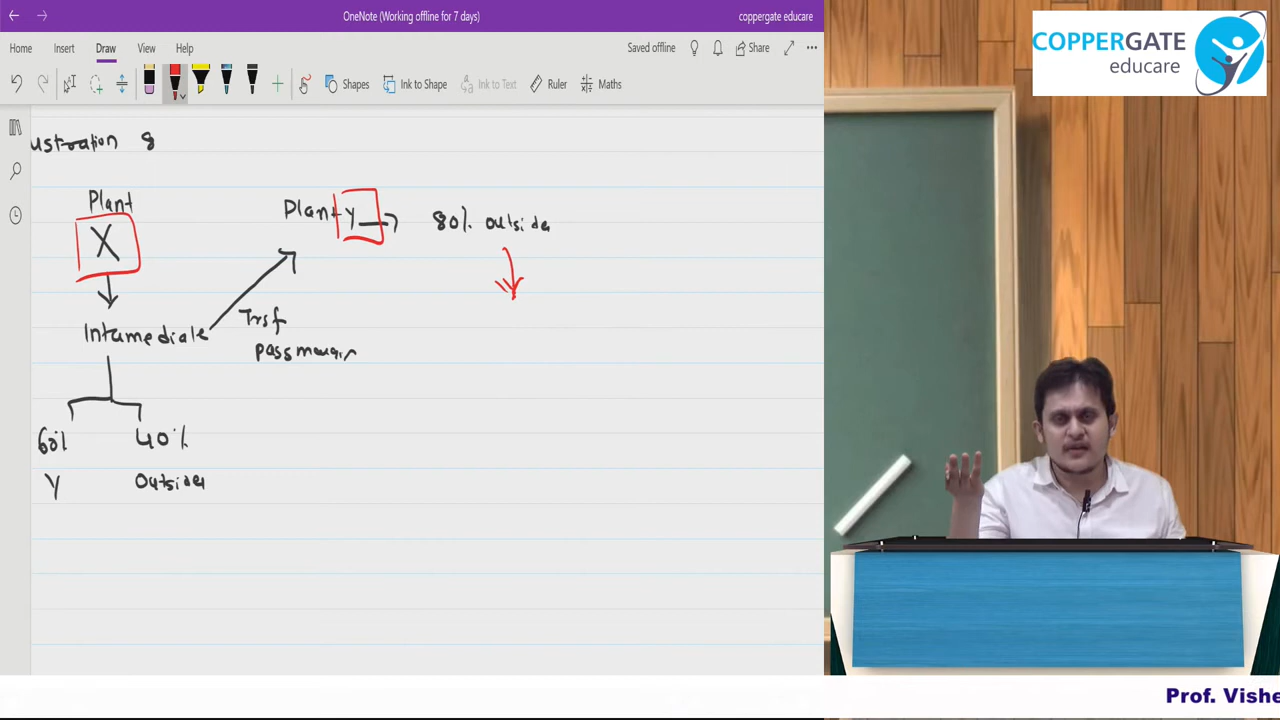 OneNote (Working offline for 7 days)
coppergate educare
Home Insert Draw View Help
Saved offline
Share
Shapes
Ink to Shape
Ink to Text
Ruler
Maths
COPPERGATE
educare
ustration 8
Plant
X
Plant Y
80% outside
Intermediate
Trsf
pass margin
60%
40%
Y
Outside
Prof. Vishe